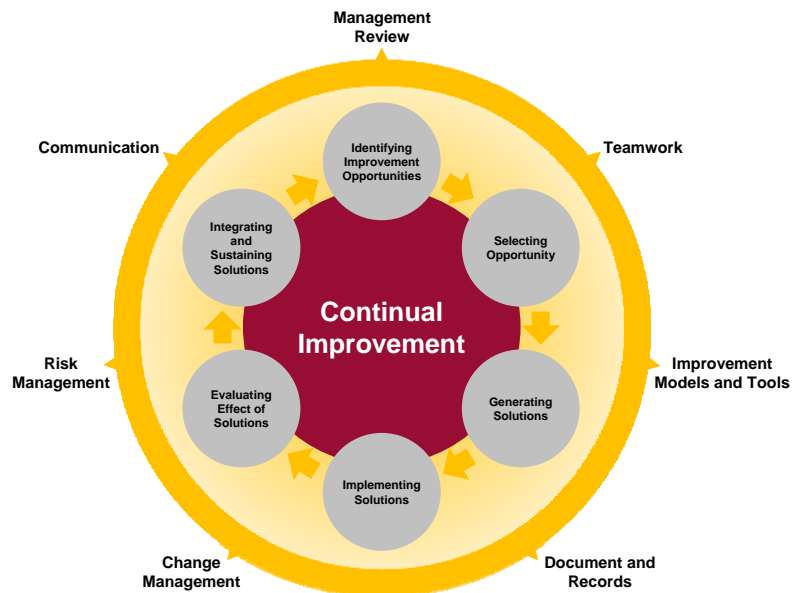 Management
Review
Communication
Teamwork
Identifying
Improvement
Opportunities
Integrating
and
Sustaining
Solutions
Selecting
Opportunity
Continual
Improvement
Risk
Management
Improvement
Models and Tools
Evaluating
Effect of
Solutions
Generating
Solutions
Implementing
Solutions
Change
Management
Document and
Records